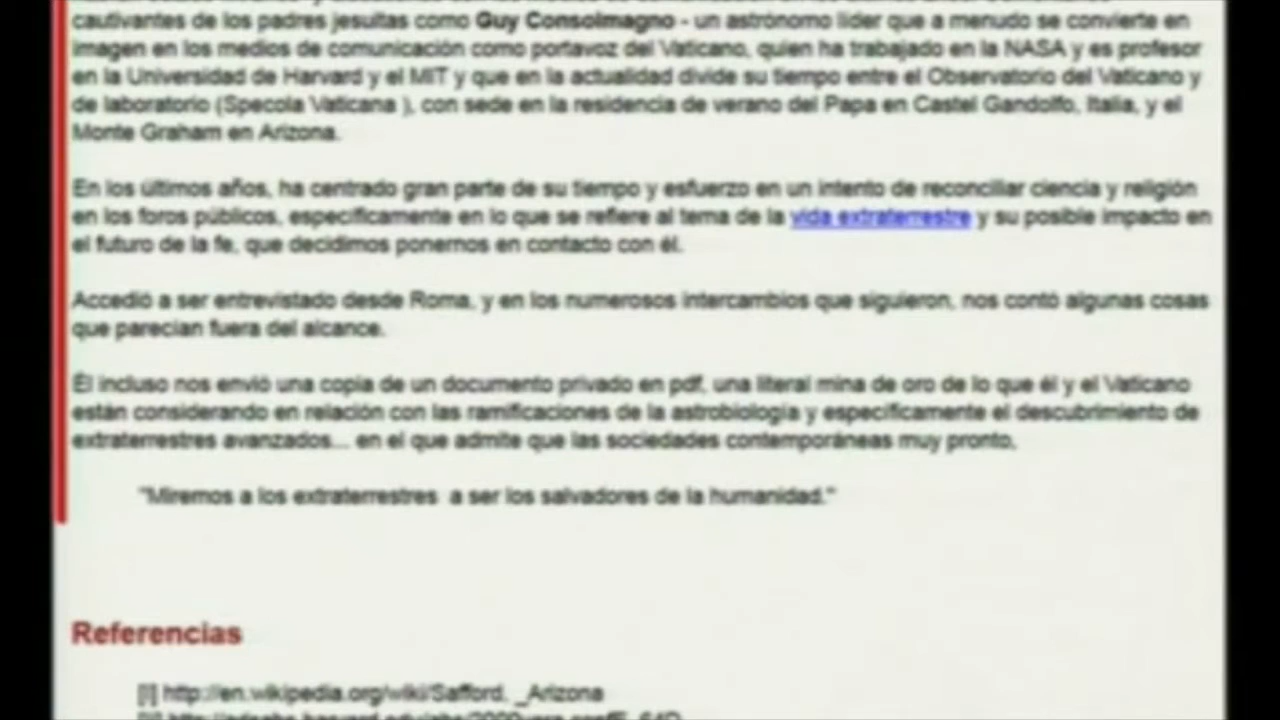 cautivantes de los padres jesuitas como Guy Consolmagno - un astrónomo líder que a menudo se convierte en
imagen en los medios de comunicación como portavoz del Vaticano, quien ha trabajado en la NASA y es profesor
en la Universidad de Harvard y el MIT y que en la actualidad divide su tiempo entre el Observatorio del Vaticano y
de laboratorio (Specola Vaticana ), con sede en la residencia de verano del Papa en Castel Gandolfo, Italia, y el
Monte Graham en Arizona.
En los últimos años, ha centrado gran parte de su tiempo y esfuerzo en un intento de reconciliar ciencia y religión
en los foros públicos, específicamente en lo que se refiere al tema de la vida extraterrestre y su posible impacto en
el futuro de la fe, que decidimos ponernos en contacto con él.
Accedió a ser entrevistado desde Roma, y en los numerosos intercambios que siguieron, nos contó algunas cosas
que parecían fuera del alcance.
Él incluso nos envió una copia de un documento privado en pdf, una literal mina de oro de lo que él y el Vaticano
están considerando en relación con las ramificaciones de la astrobiología y específicamente el descubrimiento de
extraterrestres avanzados... en el que admite que las sociedades contemporáneas muy pronto,
"Miremos a los extraterrestres a ser los salvadores de la humanidad."
Referencias
[I] http://en.wikipedia.org/wiki/Safford, _Arizona